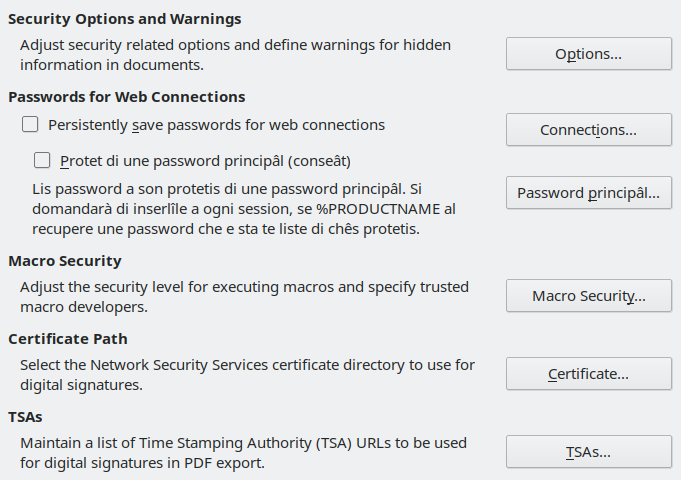 Security Options and Warnings
Adjust security related options and define warnings for hidden
information in documents.
Options...
Passwords for Web Connections
Persistently save passwords for web connections
Connections...
Protet di une password principâl (conseât)
Lis password a son protetis di une password principâl. Si
domandarà di inserîle a ogni session, se %PRODUCTNAME al
recupere une password che e sta te liste di chês protetis.
Password principâl...
Macro Security
Adjust the security level for executing macros and specify trusted
macro developers.
Macro Security...
Certificate Path
Select the Network Security Services certificate directory to use for
digital signatures.
Certificate...
TSAs
Maintain a list of Time Stamping Authority (TSA) URLs to be used
for digital signatures in PDF export.
TSAs...